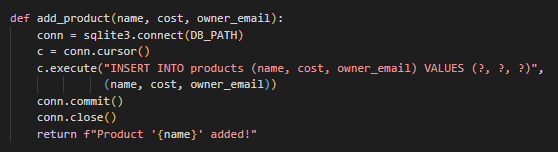 def add_product(name, cost, owner_email):
    conn = sqlite3.connect(DB_PATH)
    c = conn.cursor()
    c.execute("INSERT INTO products (name, cost, owner_email) VALUES (?, ?, ?)",
              (name, cost, owner_email))
    conn.commit()
    conn.close()
    return f"Product '{name}' added!"